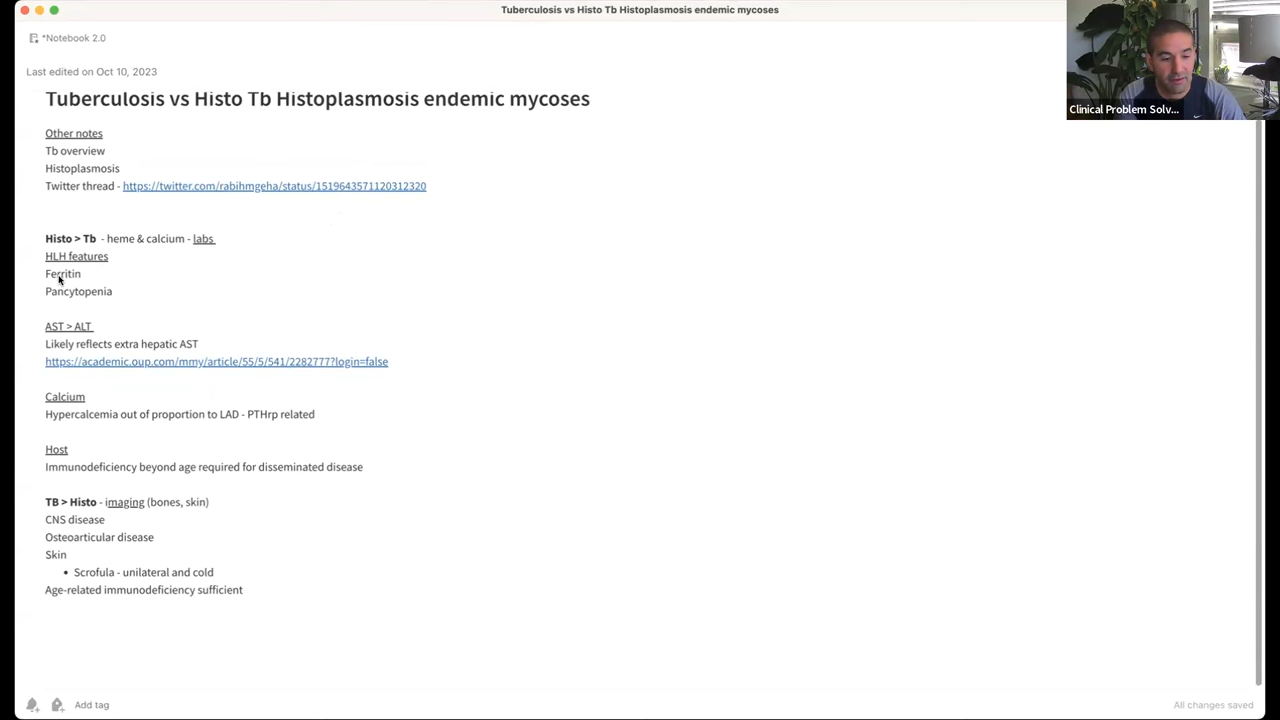 Tuberculosis vs Histo Tb Histoplasmosis endemic mycoses
*Notebook 2.0
Last edited on Oct 10, 2023
Clinical Problem Solv...
Tuberculosis vs Histo Tb Histoplasmosis endemic mycoses
Other notes
Tb overview
Histoplasmosis
Twitter thread - https://twitter.com/rabihmgeha/status/1519643571120312320
Histo > Tb - heme & calcium - labs
HLH features
Ferritin
Pancytopenia
AST > ALT
Likely reflects extra hepatic AST
https://academic.oup.com/mmy/article/55/5/541/2282777?login=false
Calcium
Hypercalcemia out of proportion to LAD - PTHrp related
Host
Immunodeficiency beyond age required for disseminated disease
TB > Histo - imaging (bones, skin)
CNS disease
Osteoarticular disease
Skin
• Scrofula - unilateral and cold
Age-related immunodeficiency sufficient
Add tag
All changes saved